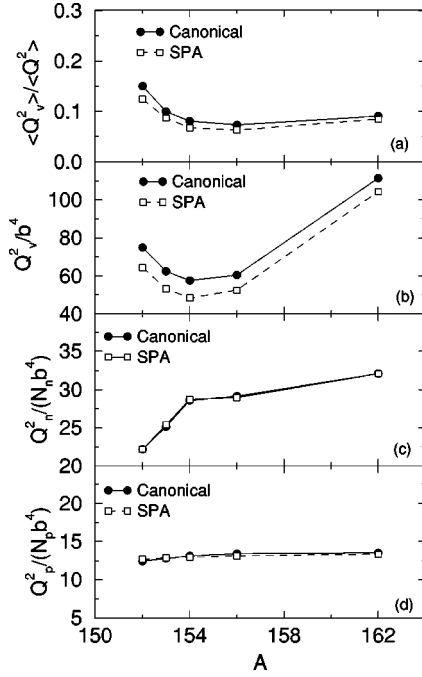 0.3
0.2
0.1
0.0
<Q²ᵥ>/<Q²>
Canonical
SPA
(a)
100
80
60
40
Q²ᵥ/b⁴
Canonical
SPA
(b)
35
30
25
20
Q²ₙ/(Nₙb⁴)
Canonical
SPA
(c)
20
15
10
5
Q²ₚ/(Nₚb⁴)
Canonical
SPA
(d)
150
154
158
162
A